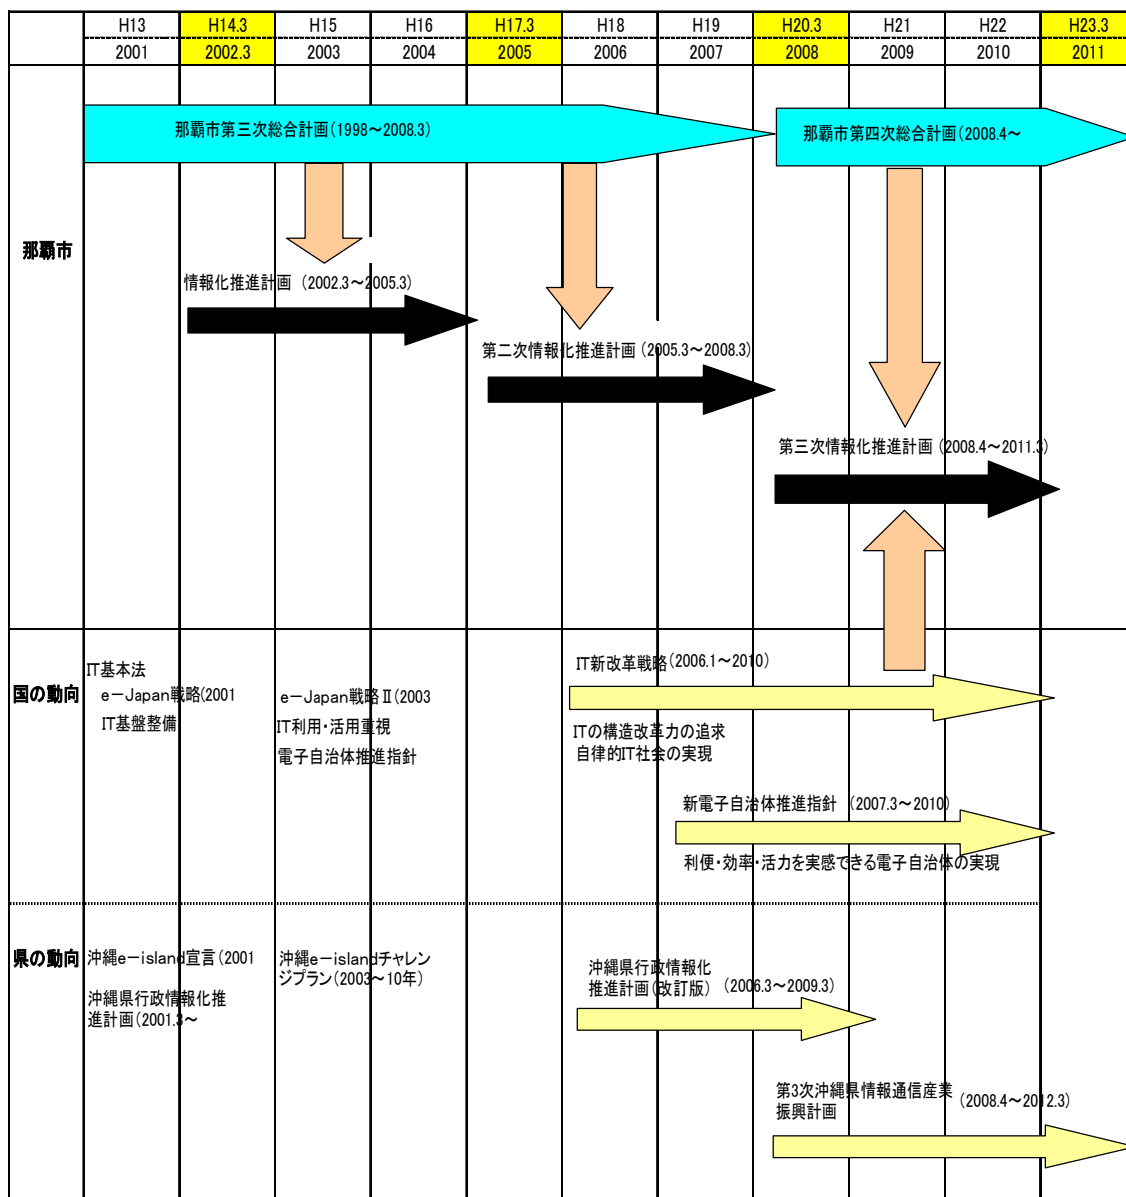 H13 H14.3 H15 H16 H17.3 H18 H19 H20.3 H21 H22 H23.3
2001 2002.3 2003 2004 2005 2006 2007 2008 2009 2010 2011
那覇市第三次総合計画(1998～2008.3)
那覇市第四次総合計画(2008.4～
那覇市
情報化推進計画 (2002.3～2005.3)
第二次情報化推進計画 (2005.3～2008.3)
第三次情報化推進計画 (2008.4～2011.3)
国の動向
IT基本法
e－Japan戦略(2001
IT基盤整備
e－Japan戦略Ⅱ(2003
IT利用・活用重視
電子自治体推進指針
IT新改革戦略(2006.1～2010)
ITの構造改革力の追求
自律的IT社会の実現
新電子自治体推進指針 (2007.3～2010)
利便・効率・活力を実感できる電子自治体の実現
県の動向
沖縄e－island宣言(2001
沖縄県行政情報化推
進計画(2001.3～
沖縄e－islandチャレン
ジプラン(2003～10年)
沖縄県行政情報化
推進計画(改訂版) (2006.3～2009.3)
第3次沖縄県情報通信産業
振興計画 (2008.4～2012.3)